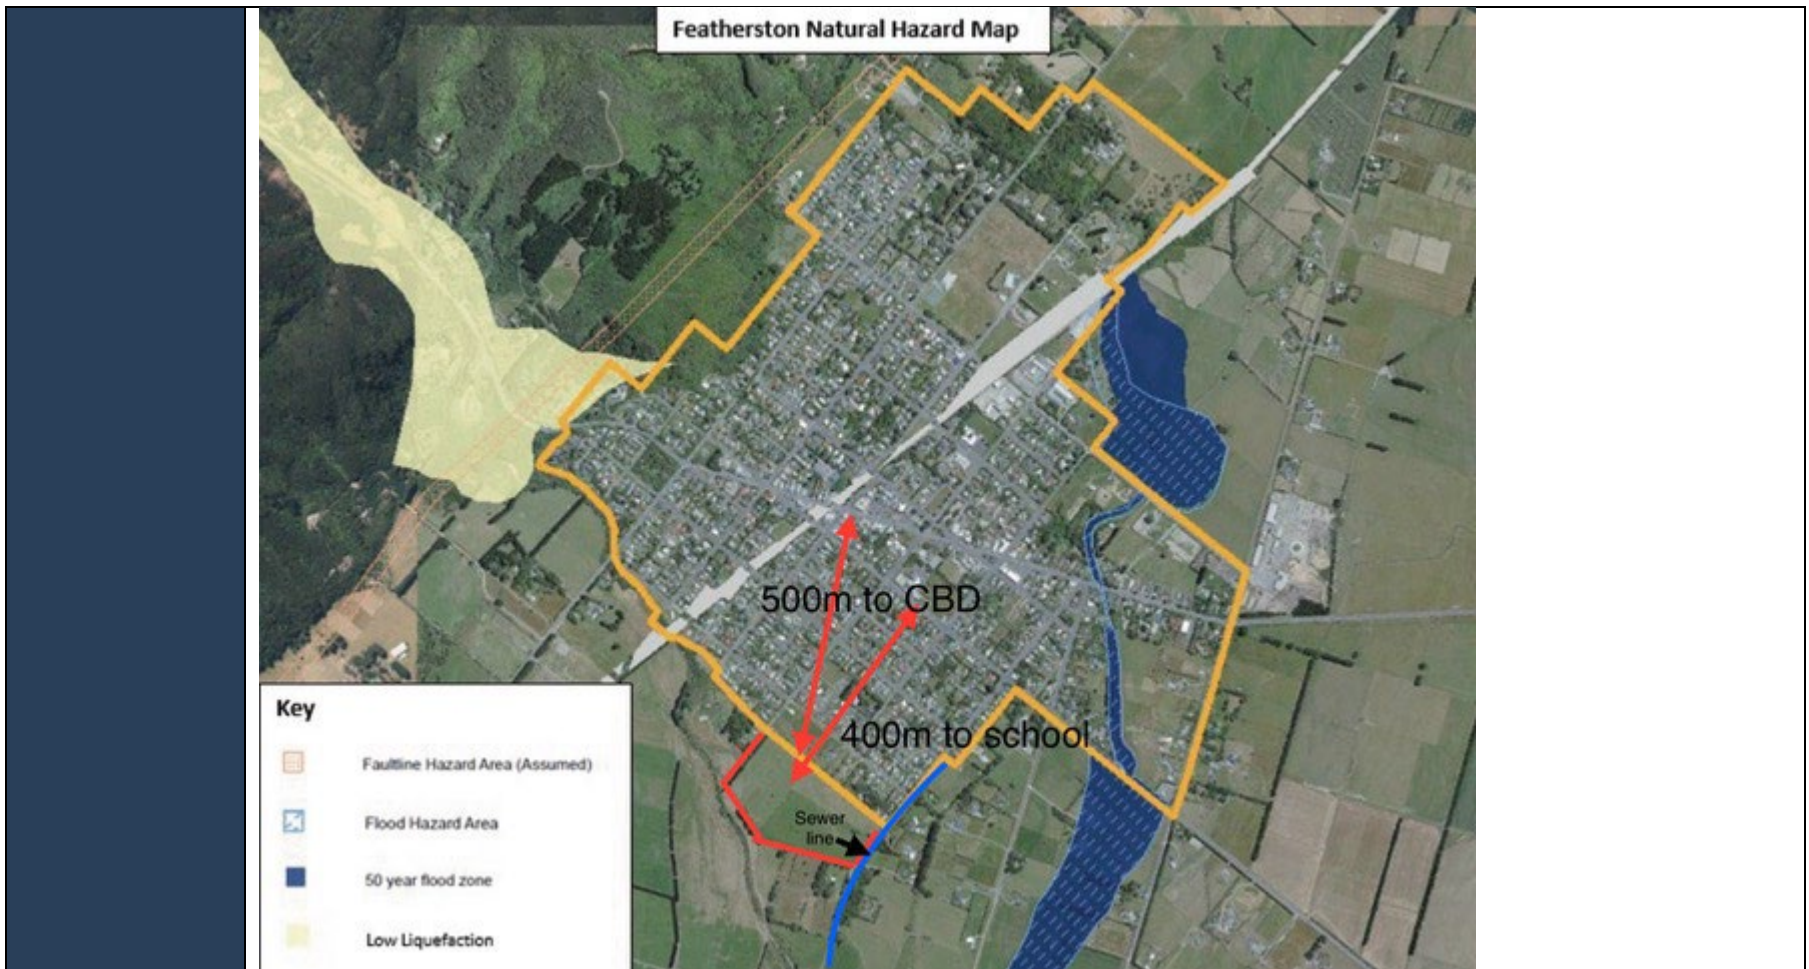 Featherston Natural Hazard Map
500m to CBD
400m to school
Sewer
line
Key
Faultline Hazard Area (Assumed)
Flood Hazard Area
50 year flood zone
Low Liquefaction